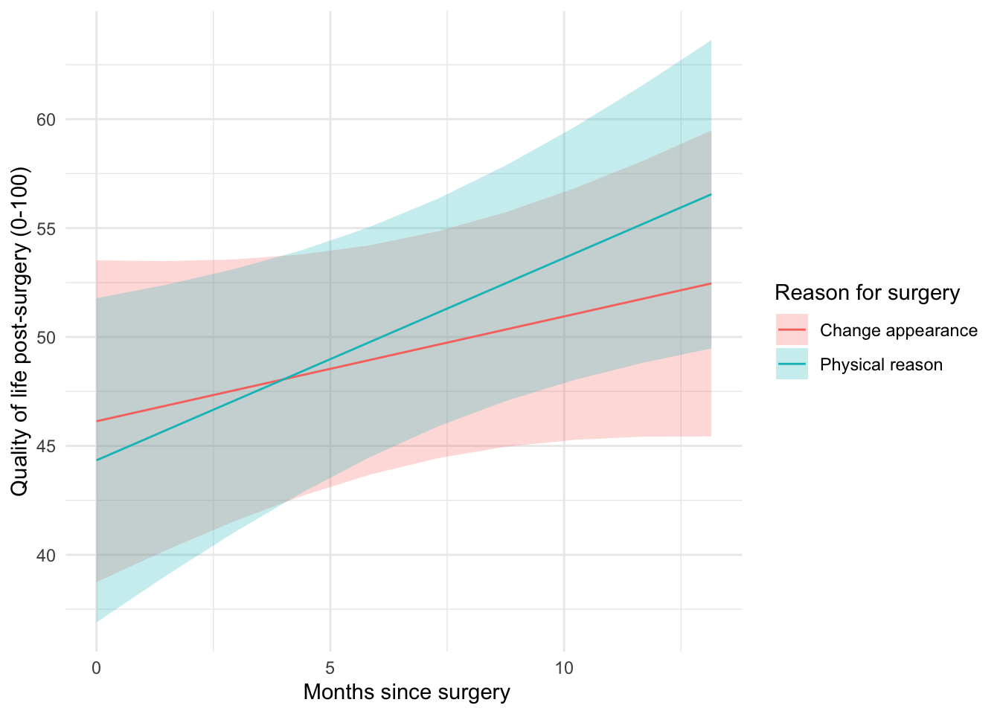 Quality of life post-surgery (0-100)
60
55
50
45
40
0
5
10
Months since surgery
Reason for surgery
Change appearance
Physical reason